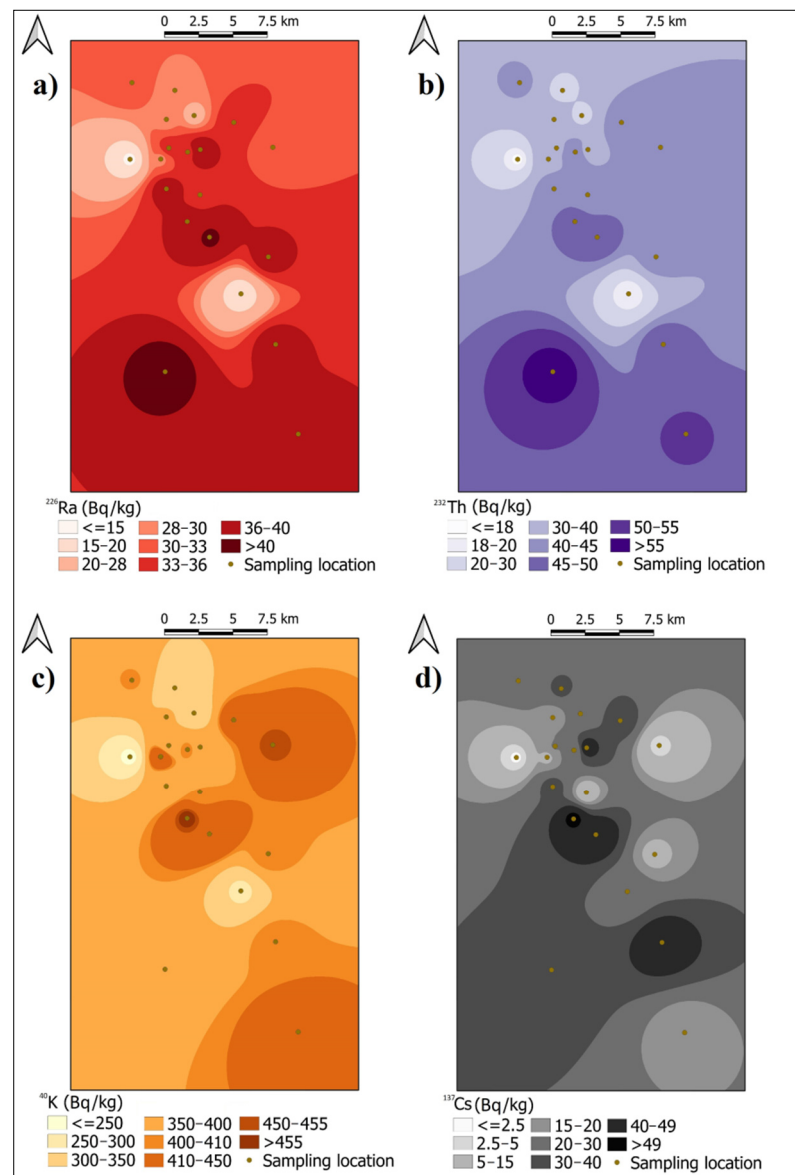 0 2.5 5 7.5 km 0 2.5 5 7.5 km
a) b)
²²⁶Ra (Bq/kg) ²³²Th (Bq/kg)
<=15 28–30 36–40 <=18 30–40 50–55
15–20 30–33 >40 18–20 40–45 >55
20–28 33–36 Sampling location 20–30 45–50 Sampling location
0 2.5 5 7.5 km 0 2.5 5 7.5 km
c) d)
⁴⁰K (Bq/kg) ¹³⁷Cs (Bq/kg)
<=250 350–400 450–455 <=2.5 15–20 40–49
250–300 400–410 >455 2.5–5 20–30 >49
300–350 410–450 Sampling location 5–15 30–40 Sampling location